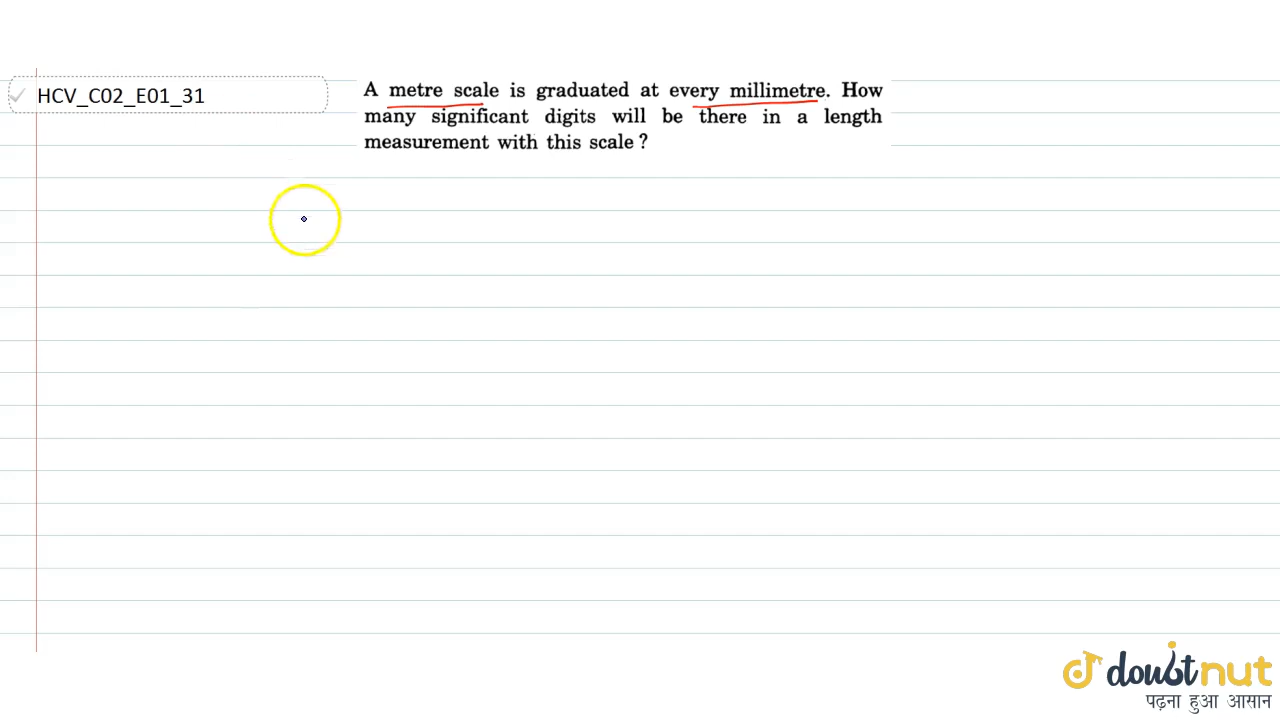 HCV_C02_E01_31
A metre scale is graduated at every millimetre. How
many significant digits will be there in a length
measurement with this scale ?
doubtnut
पढ़ना हुआ आसान